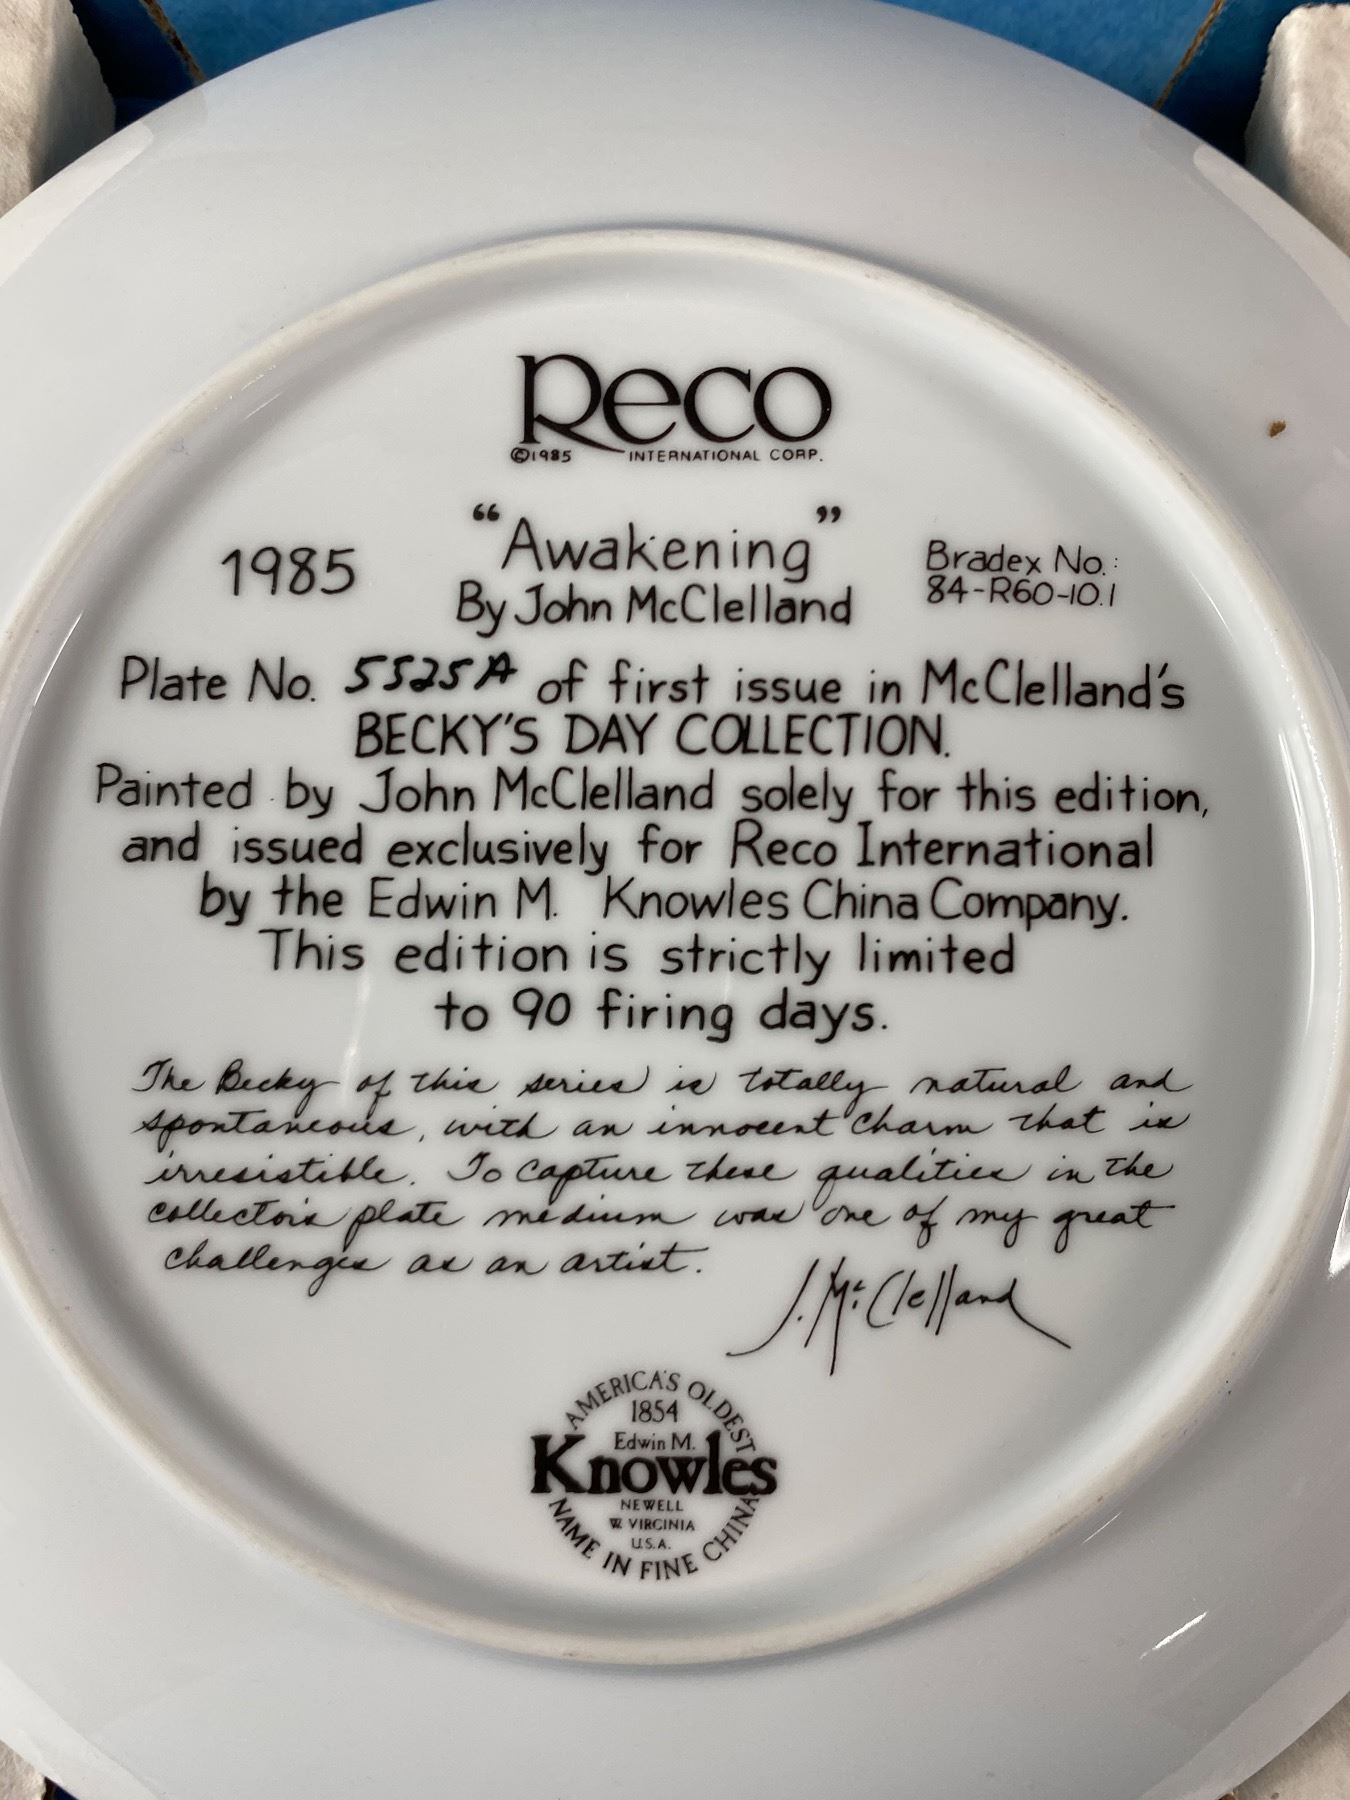 Reco
©1985 INTERNATIONAL CORP.
"Awakening"
1985
By John McClelland
Bradex No.:
84-R60-10.1
Plate No. 5525A of first issue in McClelland's
BECKY'S DAY COLLECTION.
Painted by John McClelland solely for this edition,
and issued exclusively for Reco International
by the Edwin M. Knowles China Company.
This edition is strictly limited
to 90 firing days.
The Becky of this series is totally natural and
spontaneous, with an innocent charm that is
irresistible. To capture these qualities in the
collector's plate medium was one of my great
challenges as an artist.
J. McClelland
AMERICA'S OLDEST
1854
Edwin M.
Knowles
NEWELL
W. VIRGINIA
U.S.A.
NAME IN FINE CHINA